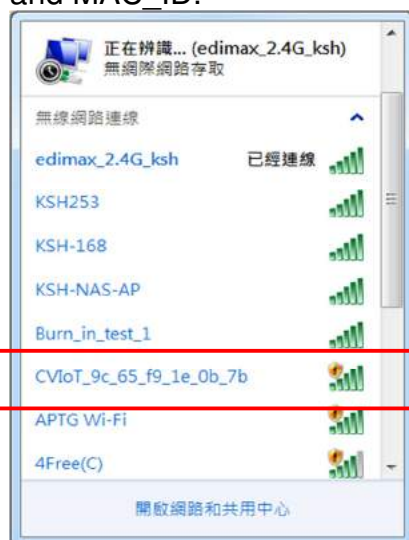 and MAC_ID.
正在辨識... (edimax_2.4G_ksh)
無網際網路存取
無線網路連線
edimax_2.4G_ksh 已經連線
KSH253
KSH-168
KSH-NAS-AP
Burn_in_test_1
CVIoT_9c_65_f9_1e_0b_7b
APTG Wi-Fi
4Free(C)
開啟網路和共用中心